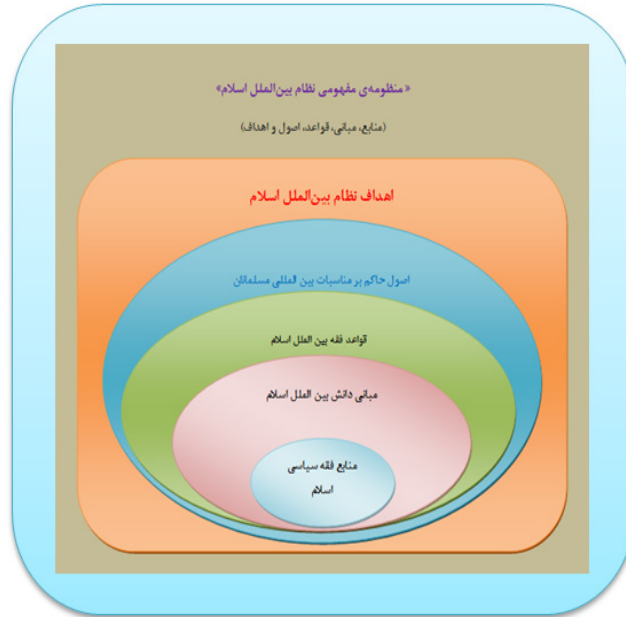 «منظومه‌ی مفهومی نظام بین‌الملل اسلام»
(منابع، مبانی، قواعد، اصول و اهداف)
اهداف نظام بین‌الملل اسلام
اصول حاکم بر مناسبات بین المللی مسلمانان
قواعد فقه بین الملل اسلام
مبانی دانش بین الملل اسلام
منابع فقه سیاسی
اسلام